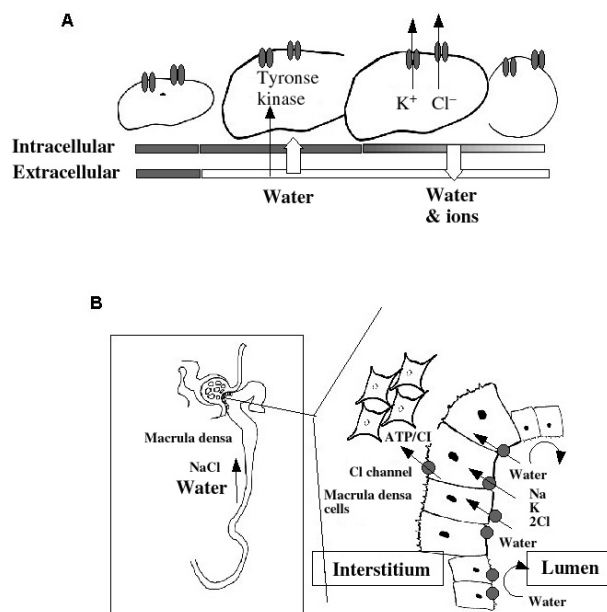 A
Tyronse
kinase
K⁺ Cl⁻
Intracellular
Extracellular
Water
Water
& ions
B
Macrula densa
NaCl
Water
ATP/Cl
Cl channel
Macrula densa
cells
Water
Na
K
2Cl
Water
Interstitium
Lumen
Water